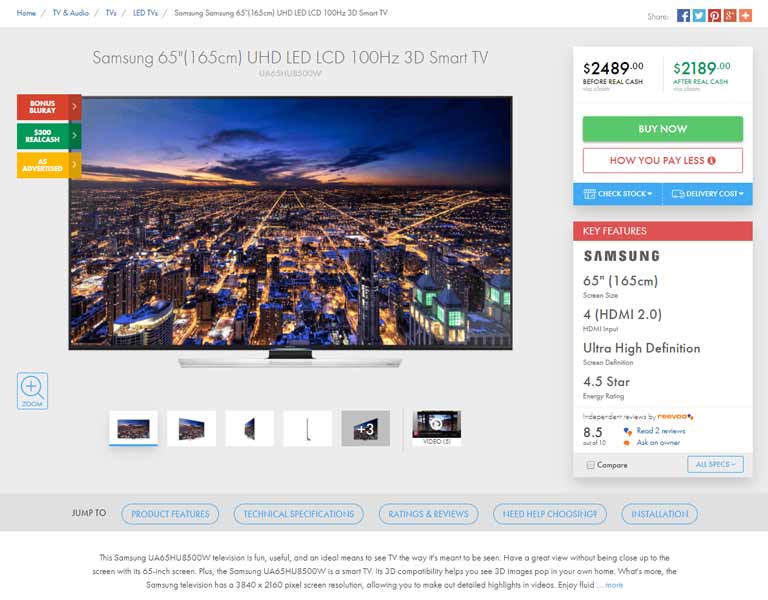 Home / TV & Audio / TVs / LED TVs / Samsung Samsung 65"(165cm) UHD LED LCD 100Hz 3D Smart TV
Share:
Samsung 65"(165cm) UHD LED LCD 100Hz 3D Smart TV
UA65HU8500W
BONUS
BLURAY
$300
REALCASH
AS
ADVERTISED
ZOOM
+3
VIDEO (5)
$2489.00
BEFORE REAL CASH
via claim
$2189.00
AFTER REAL CASH
via claim
BUY NOW
HOW YOU PAY LESS
CHECK STOCK
DELIVERY COST
KEY FEATURES
SAMSUNG
65" (165cm)
Screen Size
4 (HDMI 2.0)
HDMI Input
Ultra High Definition
Screen Definition
4.5 Star
Energy Rating
Independent reviews by reevoo
8.5
out of 10
Read 2 reviews
Ask an owner
Compare
ALL SPECS
JUMP TO
PRODUCT FEATURES
TECHNICAL SPECIFICATIONS
RATINGS & REVIEWS
NEED HELP CHOOSING?
INSTALLATION
This Samsung UA65HU8500W television is fun, useful, and an ideal means to see TV the way it's meant to be seen. Have a great view without being close up to the
screen with its 65-inch screen. Plus, the Samsung UA65HU8500W is a smart TV. Its 3D compatibility helps you see 3D images pop in your own home. What's more, the
Samsung television has a 3840 x 2160 pixel screen resolution, allowing you to make out detailed highlights in videos. Enjoy fluid ... more